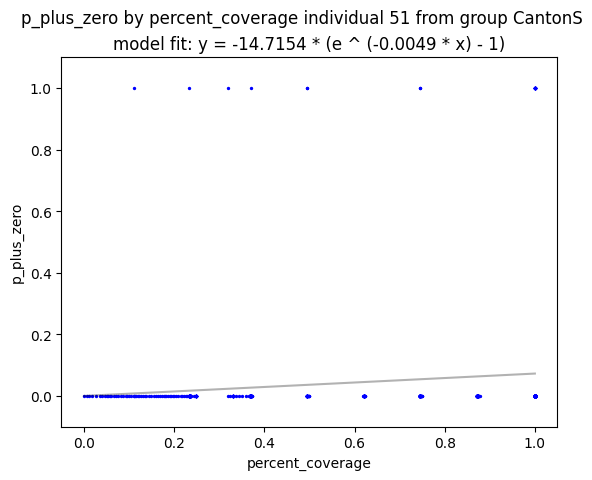 p_plus_zero by percent_coverage individual 51 from group CantonS
model fit: y = -14.7154 * (e ^ (-0.0049 * x) - 1)
1.0
0.8
0.6
0.4
0.2
0.0
p_plus_zero
0.0 0.2 0.4 0.6 0.8 1.0
percent_coverage